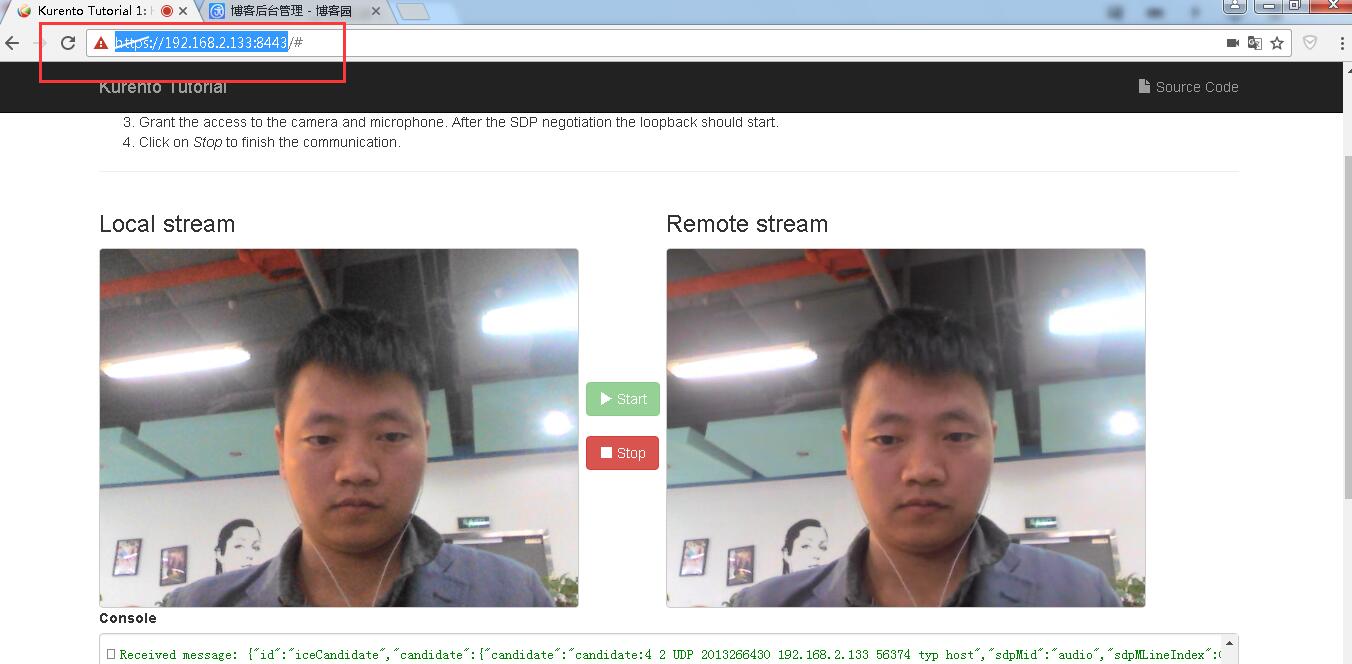 Kurento Tutorial 1:
博客后台管理 - 博客园
https://192.168.2.133:8443/#
Kurento Tutorial
Source Code
3. Grant the access to the camera and microphone. After the SDP negotiation the loopback should start.
4. Click on Stop to finish the communication.
Local stream
Remote stream
Start
Stop
Console
Received message: {"id":"iceCandidate","candidate":{"candidate":"candidate:4 2 UDP 2013266430 192.168.2.133 56374 typ host","sdpMid":"audio","sdpMLineIndex":